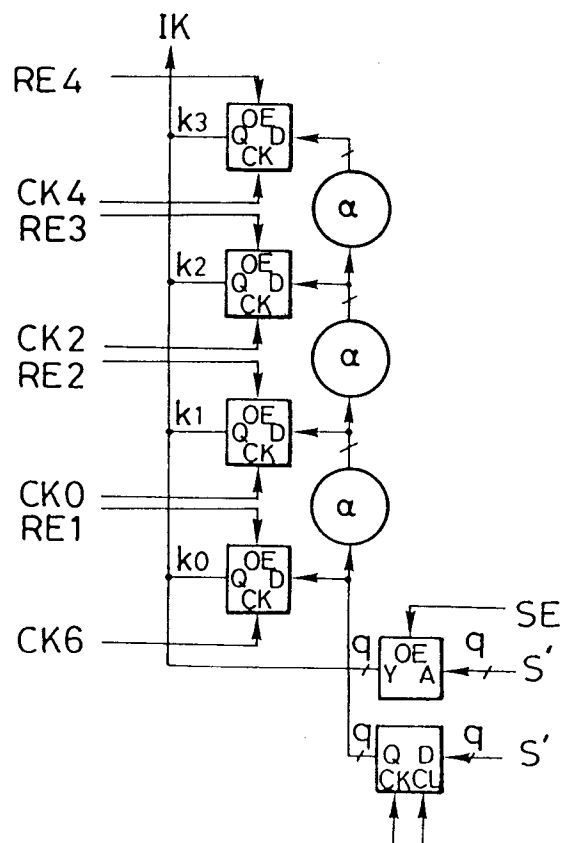 IK
RE4
k3
OE
Q D
CK
α
CK4
RE3
k2
OE
Q D
CK
CK2
RE2
α
k1
OE
Q D
CK
CK0
RE1
α
k0
OE
Q D
CK
CK6
SE
q
OE
Y A
q
S'
q
Q D
CK CL
q
S'